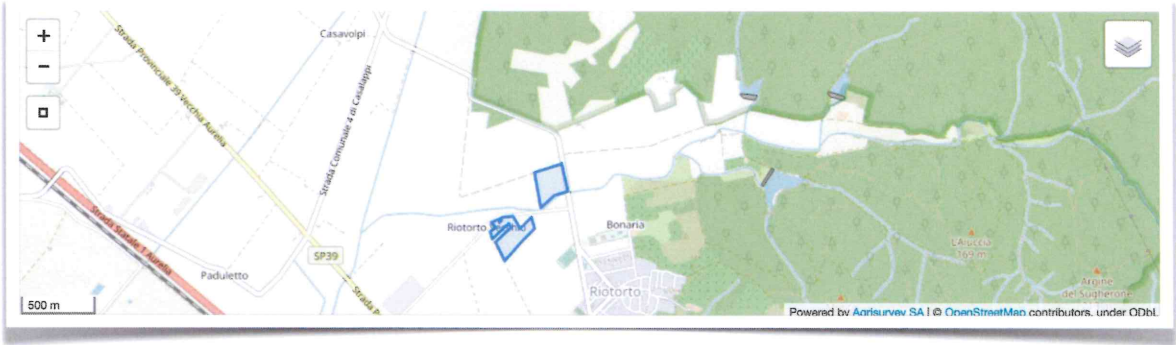 +
−
Strada Provinciale 39 Vecchia Aurelia
Casavolpi
Strada Comunale 4 di Casalappi
Strada Statale 1 Aurelia
Paduletto
SP39
Strada P
Riotorto
Bonaria
Riotorto
169 m
Argine
del Sugherone
500 m
Powered by Agrisurvey SA | © OpenStreetMap contributors, under ODbL